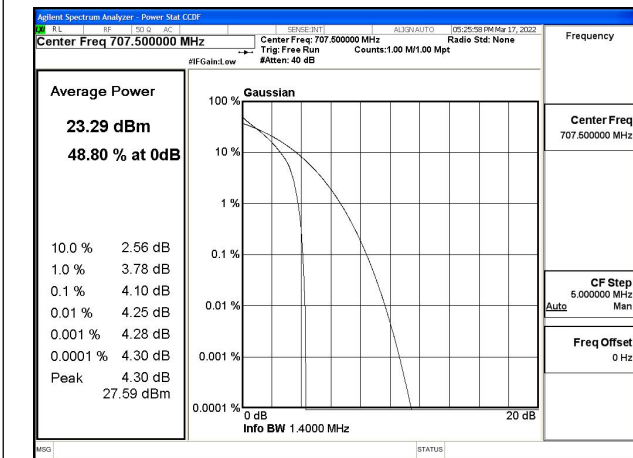 Agilent Spectrum Analyzer - Power Stat CCDF
RL RF 50 Ω AC SENSE:INT ALIGN AUTO 05:25:58 PM Mar 17, 2022
Center Freq 707.500000 MHz
Center Freq: 707.500000 MHz Radio Std: None
Trig: Free Run Counts:1.00 M/1.00 Mpt
#IFGain:Low #Atten: 40 dB
Average Power
23.29 dBm
48.80 % at 0dB
10.0 % 2.56 dB
1.0 % 3.78 dB
0.1 % 4.10 dB
0.01 % 4.25 dB
0.001 % 4.28 dB
0.0001 % 4.30 dB
Peak 4.30 dB
27.59 dBm
Gaussian
100 %
10 %
1 %
0.1 %
0.01 %
0.001 %
0.0001 %
0 dB 20 dB
Info BW 1.4000 MHz
Frequency
Center Freq
707.500000 MHz
CF Step
5.000000 MHz
Auto Man
Freq Offset
0 Hz
MSG STATUS